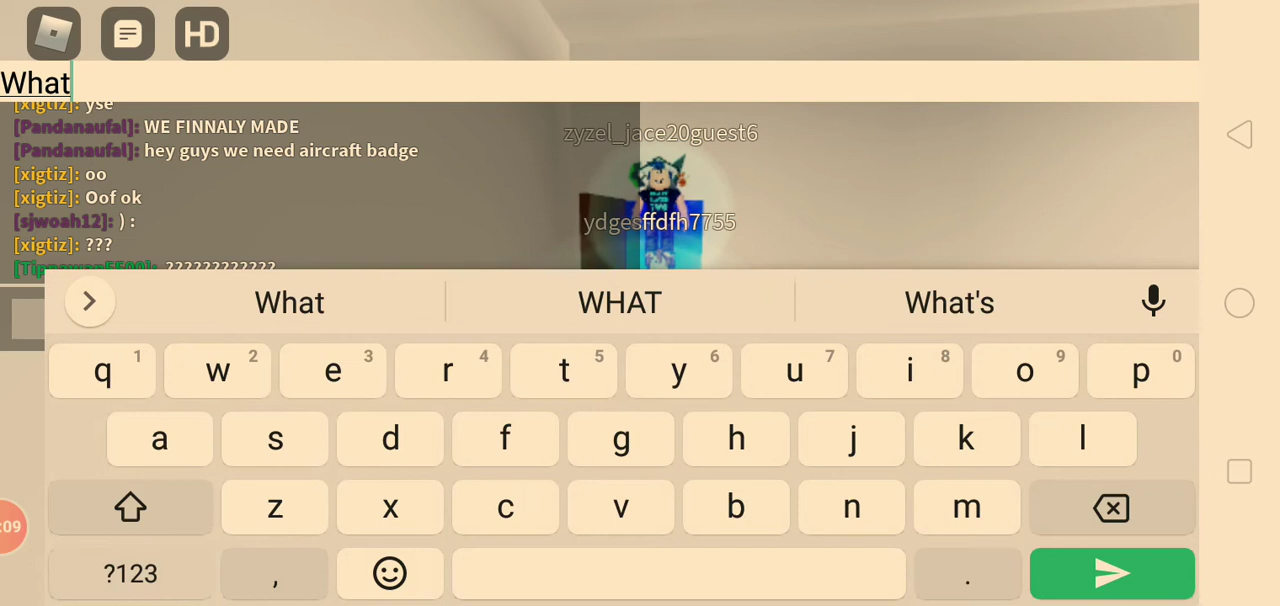 HD
What
[xigtiz]: yse
[Pandanaufal]: WE FINNALY MADE
[Pandanaufal]: hey guys we need aircraft badge
[xigtiz]: oo
[xigtiz]: Oof ok
[sjwoah12]: ) :
[xigtiz]: ???
????????????
zyzel_jace20guest6
ydgesffdfh7755
What WHAT What's
q 1 w 2 e 3 r 4 t 5 y 6 u 7 i 8 o 9 p 0
a s d f g h j k l
z x c v b n m
:09
?123 , .